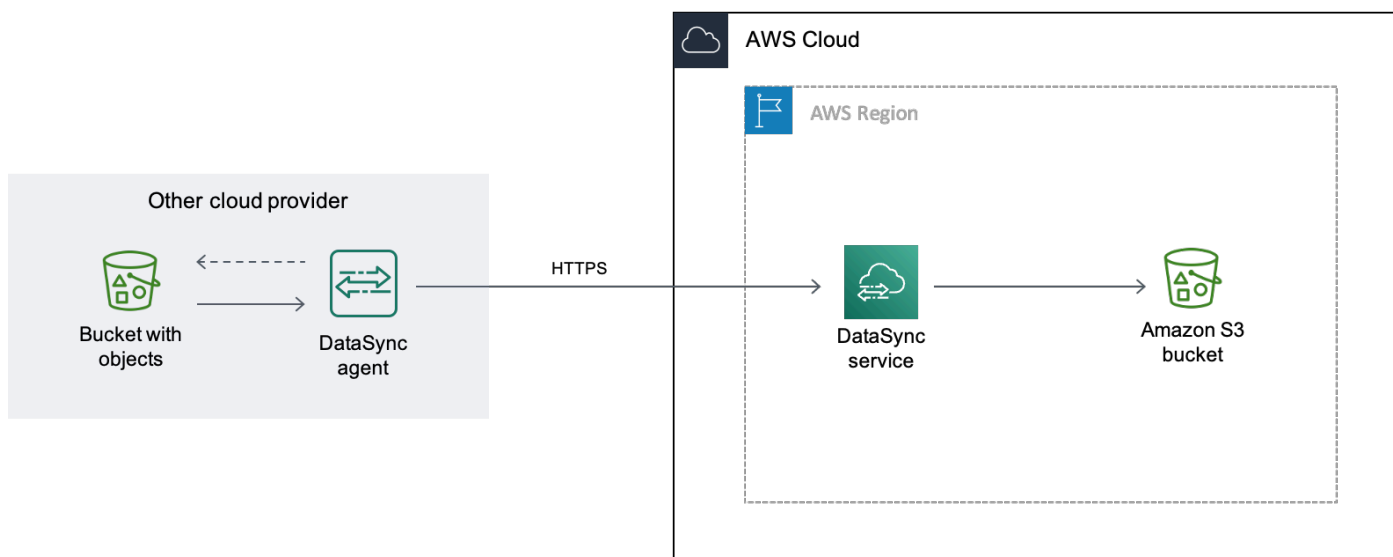 AWS Cloud
AWS Region
Other cloud provider
HTTPS
Bucket with
objects
DataSync
agent
DataSync
service
Amazon S3
bucket